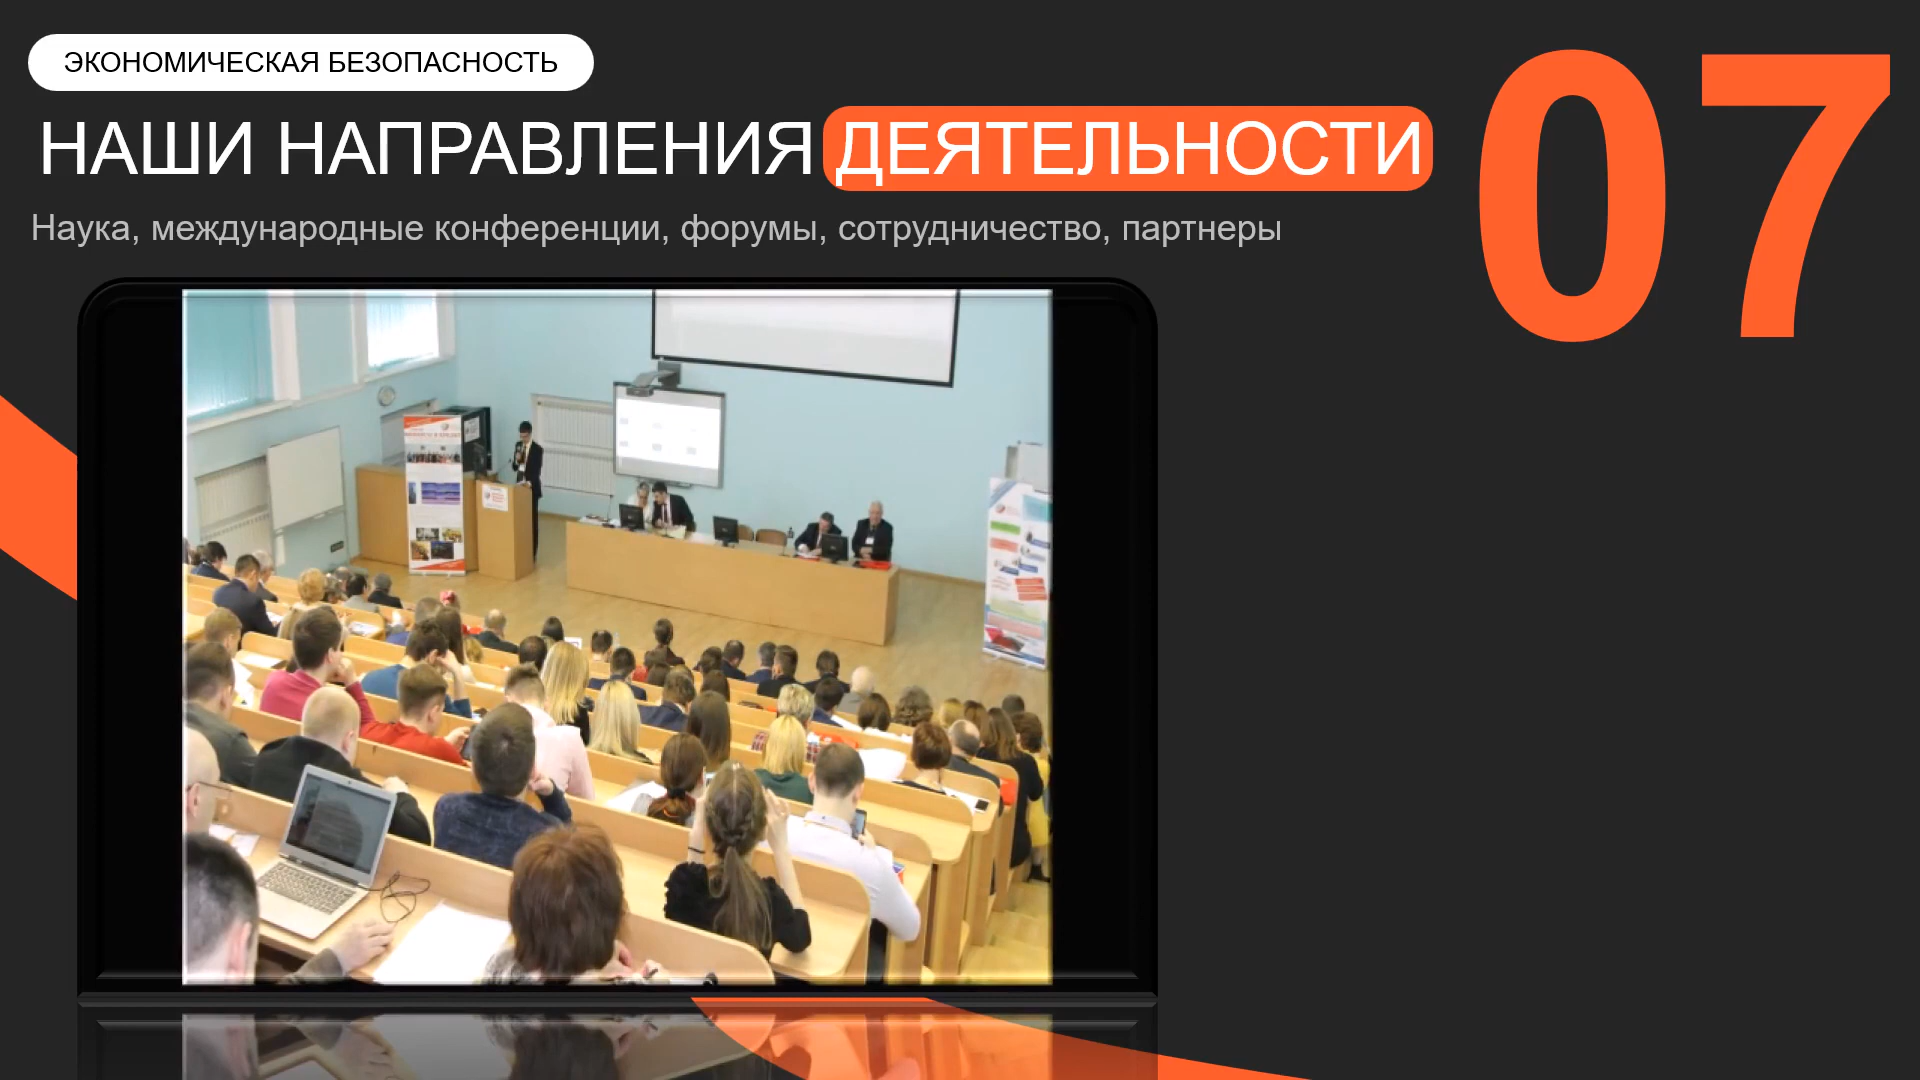 ЭКОНОМИЧЕСКАЯ БЕЗОПАСНОСТЬ
НАШИ НАПРАВЛЕНИЯ ДЕЯТЕЛЬНОСТИ
07
Наука, международные конференции, форумы, сотрудничество, партнеры